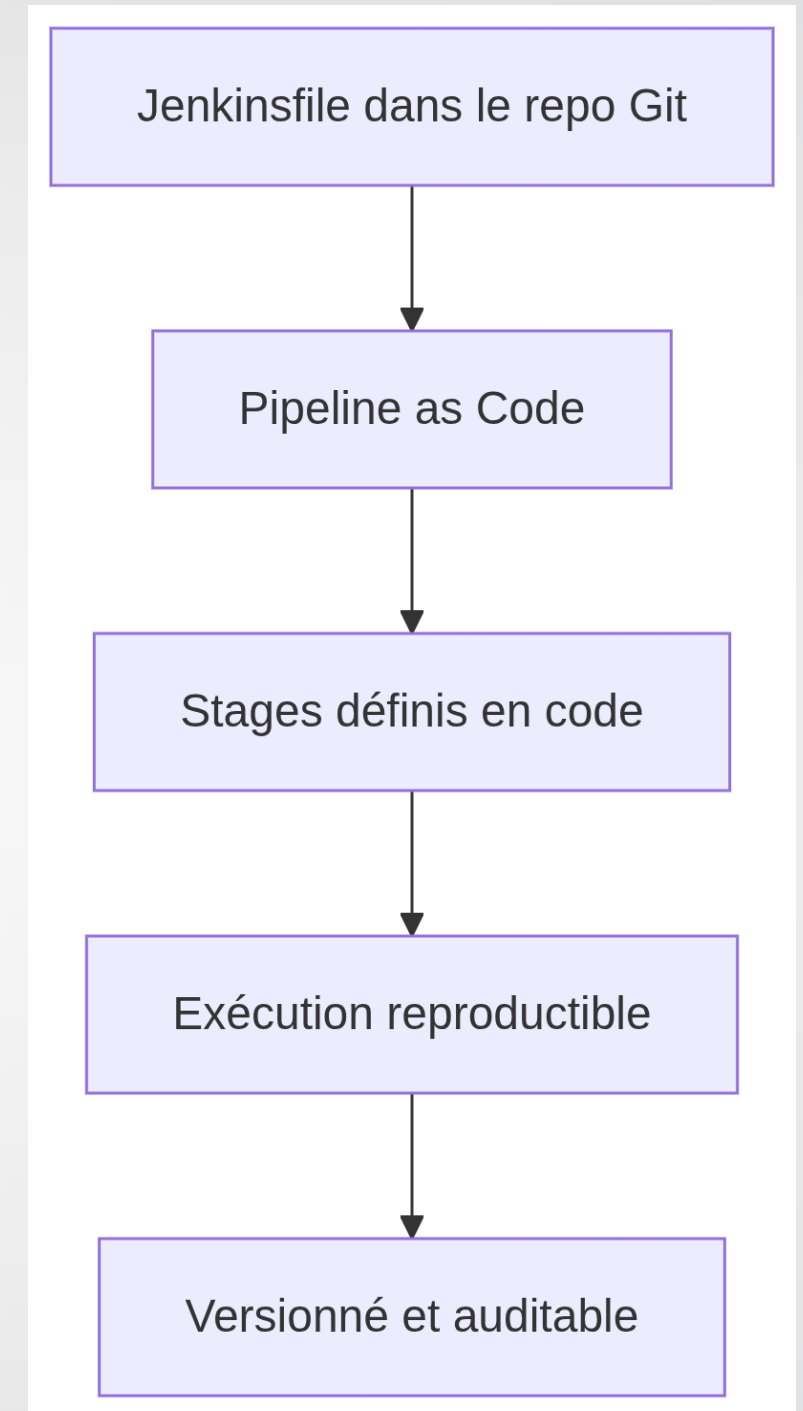 Jenkinsfile dans le repo Git
Pipeline as Code
Stages définis en code
Exécution reproductible
Versionné et auditable